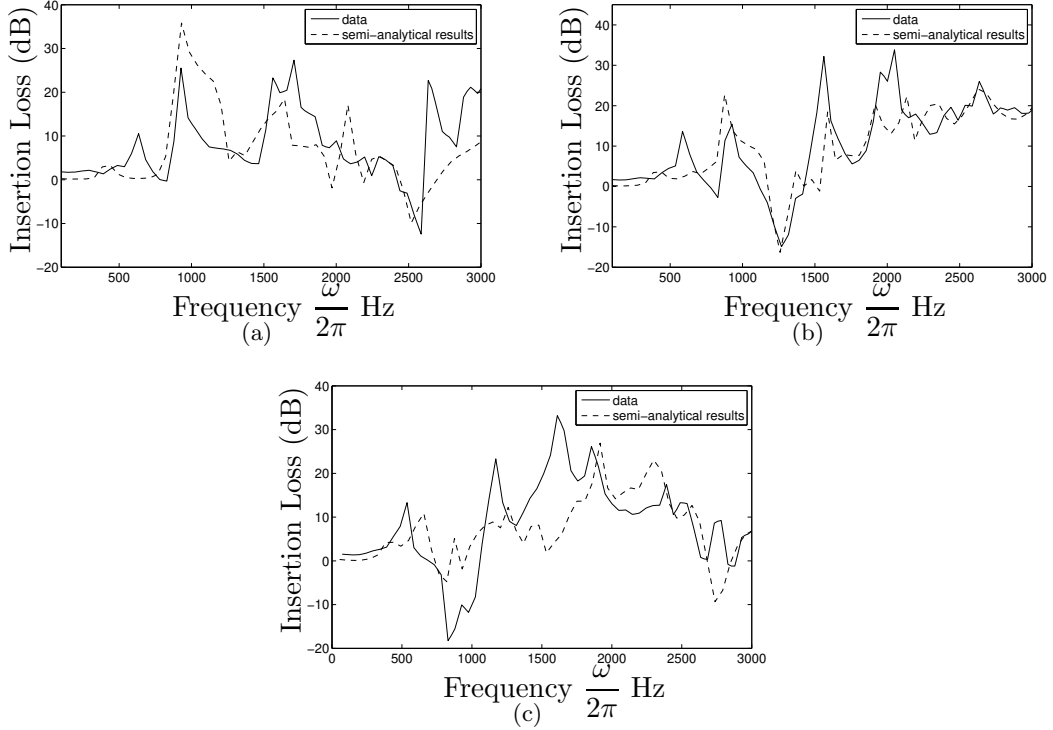 Insertion Loss (dB)
40
30
20
10
0
−10
−20
data
semi−analytical results
500
1000
1500
2000
2500
3000
Frequency ω/2π Hz
(a)
Insertion Loss (dB)
40
30
20
10
0
−10
−20
data
semi−analytical results
500
1000
1500
2000
2500
3000
Frequency ω/2π Hz
(b)
Insertion Loss (dB)
40
30
20
10
0
−10
−20
data
semi−analytical results
0
500
1000
1500
2000
2500
3000
Frequency ω/2π Hz
(c)